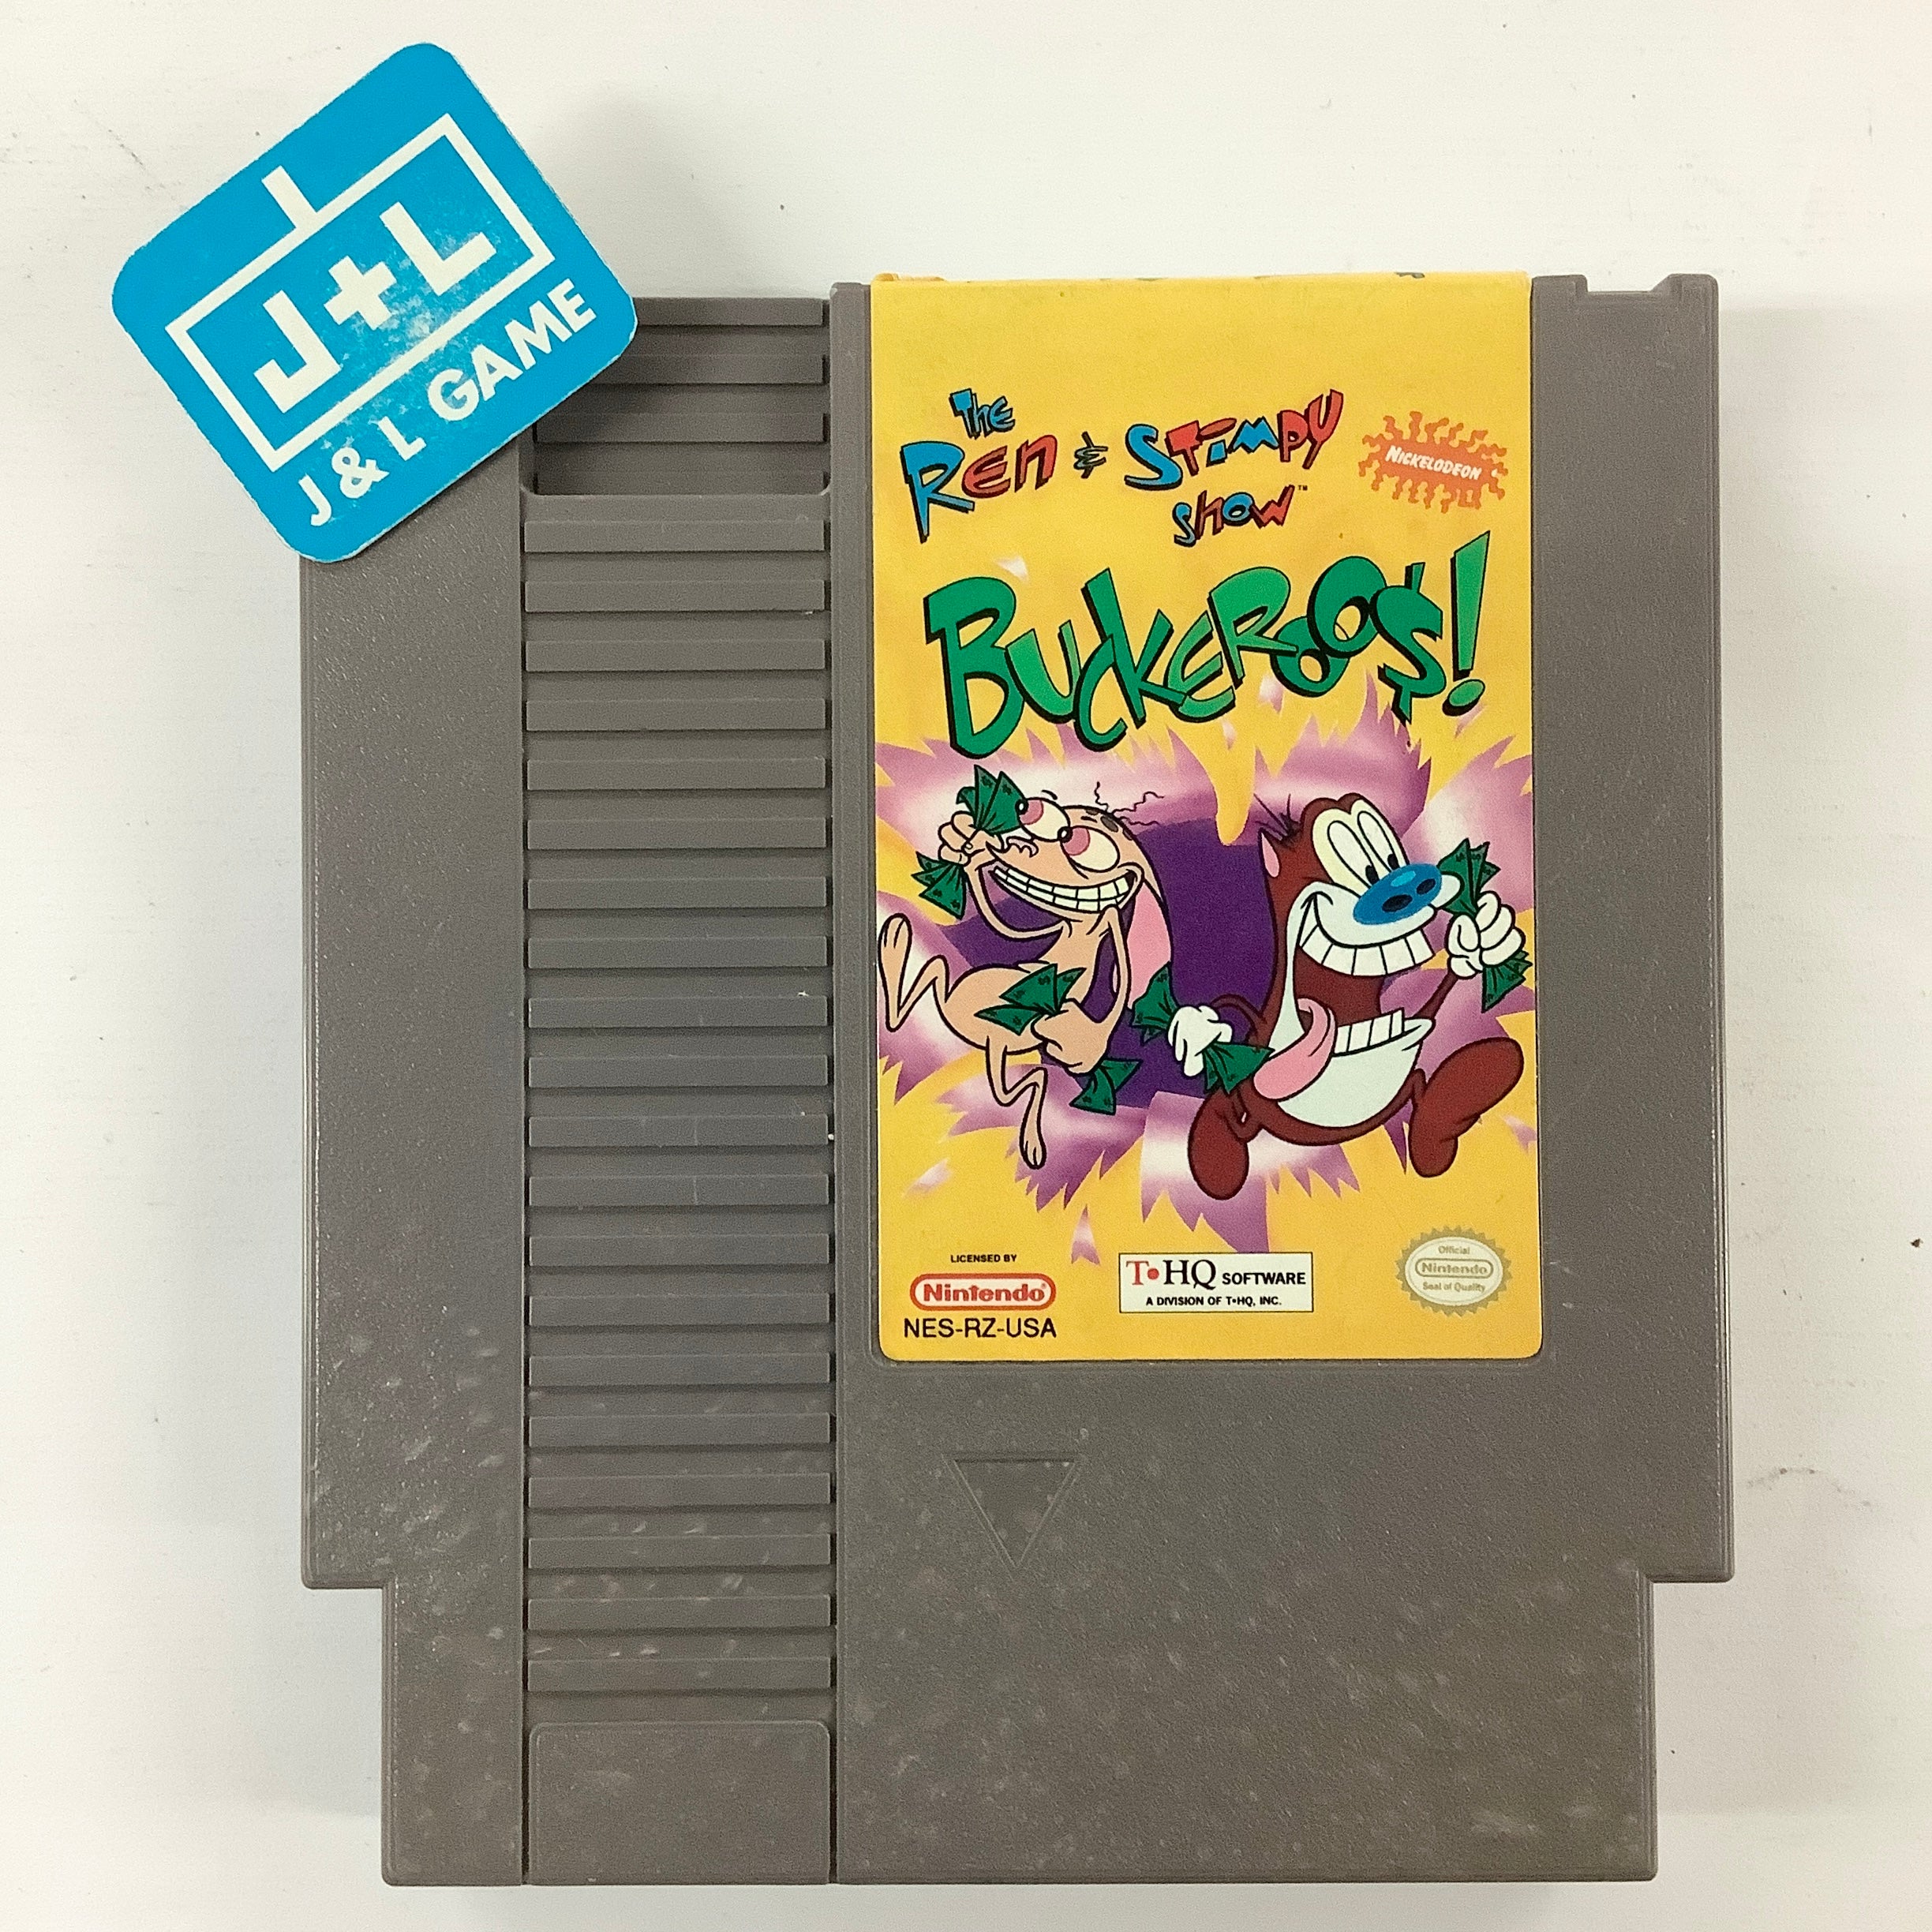 J+L
J & L GAME
The
Ren & Stimpy
Show™
NICKELODEON
BUCKEROO$!
LICENSED BY
Nintendo®
NES-RZ-USA
T•HQ SOFTWARE
A DIVISION OF T•HQ, INC.
Official
Nintendo
Seal of Quality